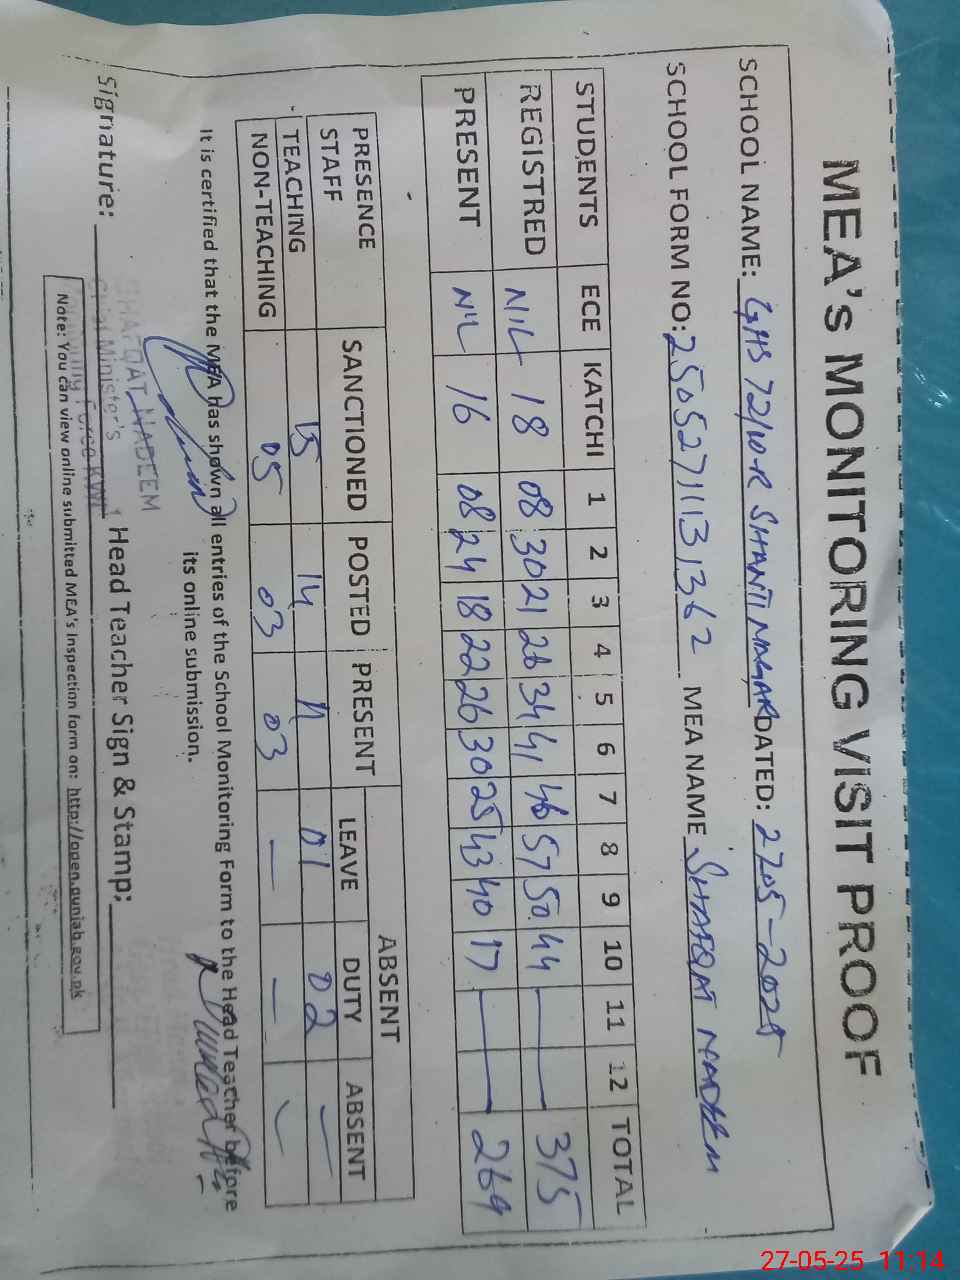 MEA's MONITORING VISIT PROOF
SCHOOL NAME: GHS 72/10-R SHANTI NAGAR DATED: 27-05-2025
SCHOOL FORM NO: 25052711131362 MEA NAME SHAFQAT NADEEM
STUDENTS ECE KATCHI 1 2 3 4 5 6 7 8 9 10 11 12 TOTAL
REGISTRED NIL 18 08 30 21 26 34 41 46 57 50 44 — 375
PRESENT NIL 16 08 24 18 22 26 30 25 43 40 17 — 269
PRESENCE STAFF SANCTIONED POSTED PRESENT ABSENT
LEAVE DUTY ABSENT
TEACHING 15 14 11 01 02 —
NON-TEACHING 05 03 03 — — —
It is certified that the MEA has shown all entries of the School Monitoring Form to the Head Teacher before
its online submission.
Signature: Head Teacher Sign & Stamp:
SHAFQAT NADEEM
Chief Minister's
Note: You can view online submitted MEA's Inspection form on: http://open.punjab.gov.pk
27-05-25 11:14